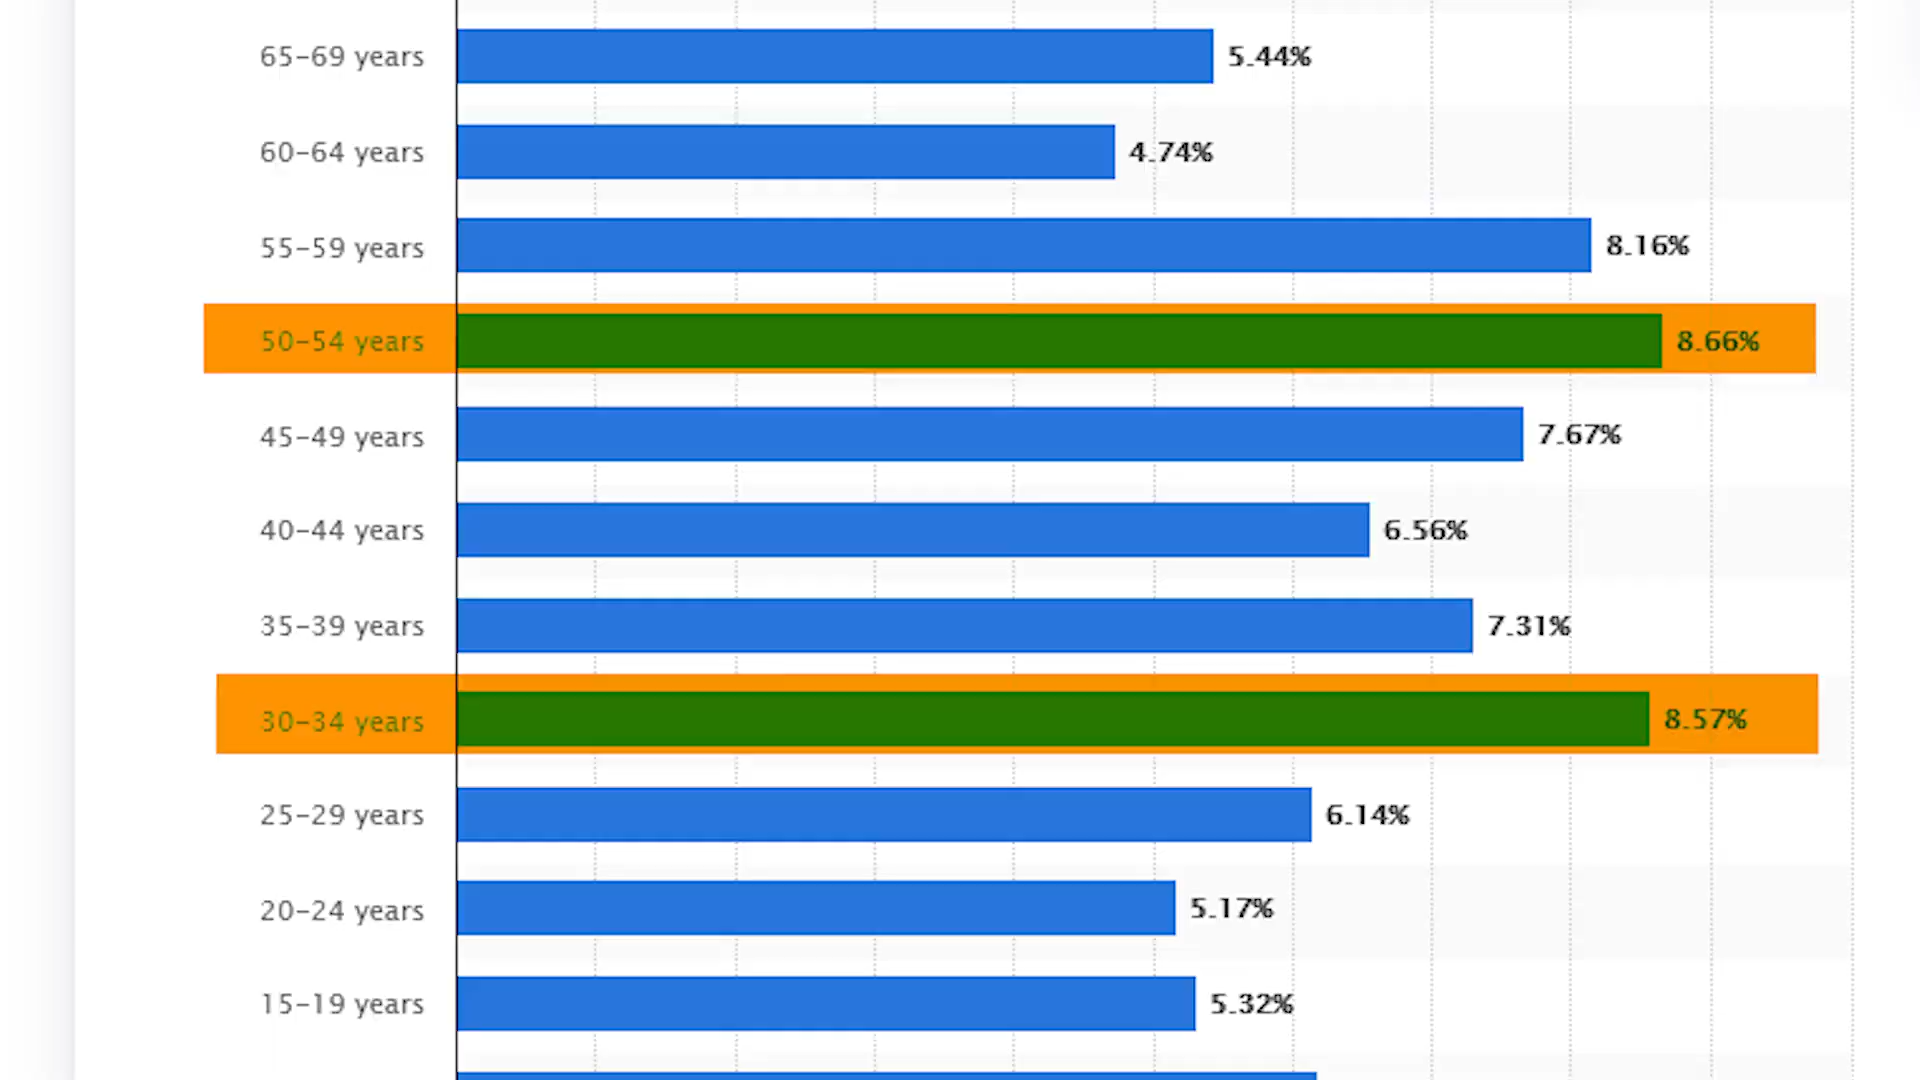 65–69 years 5.44%
60–64 years 4.74%
55–59 years 8.16%
50–54 years 8.66%
45–49 years 7.67%
40–44 years 6.56%
35–39 years 7.31%
30–34 years 8.57%
25–29 years 6.14%
20–24 years 5.17%
15–19 years 5.32%